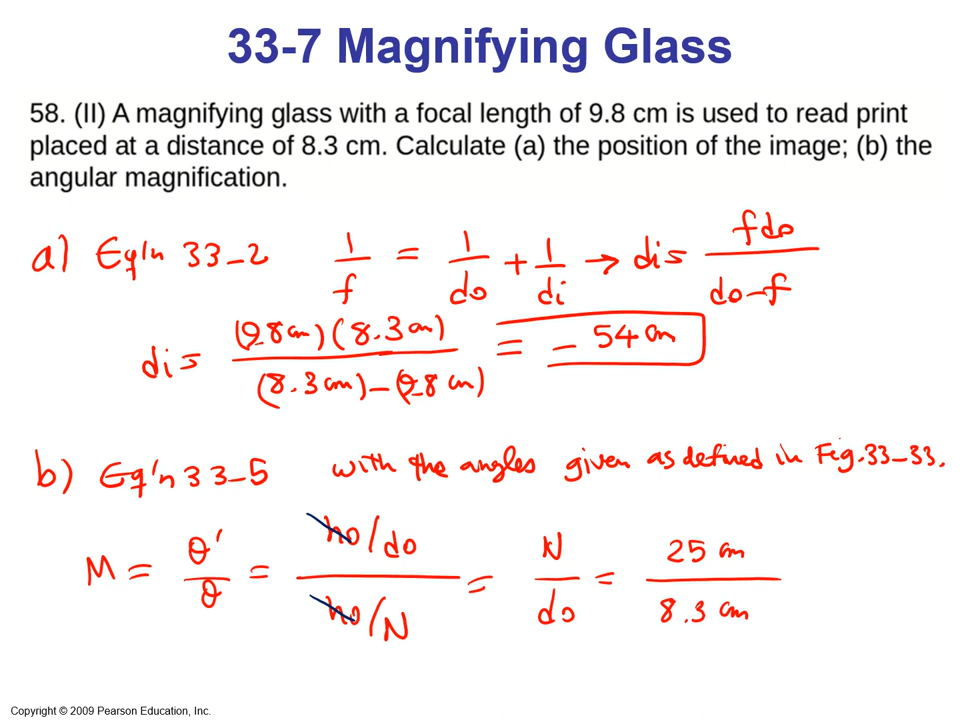 33-7 Magnifying Glass
58. (II) A magnifying glass with a focal length of 9.8 cm is used to read print
placed at a distance of 8.3 cm. Calculate (a) the position of the image; (b) the
angular magnification.
a) Eq'n 33-2 1/f = 1/do + 1/di → di = fdo/do-f
di = (9.8cm)(8.3cm)/(8.3cm)-(9.8cm) = -54cm
b) Eq'n 33-5 with the angles given as defined in Fig.33-33.
M = θ'/θ = ho/do / ho/N = N/do = 25 cm/8.3 cm
Copyright © 2009 Pearson Education, Inc.